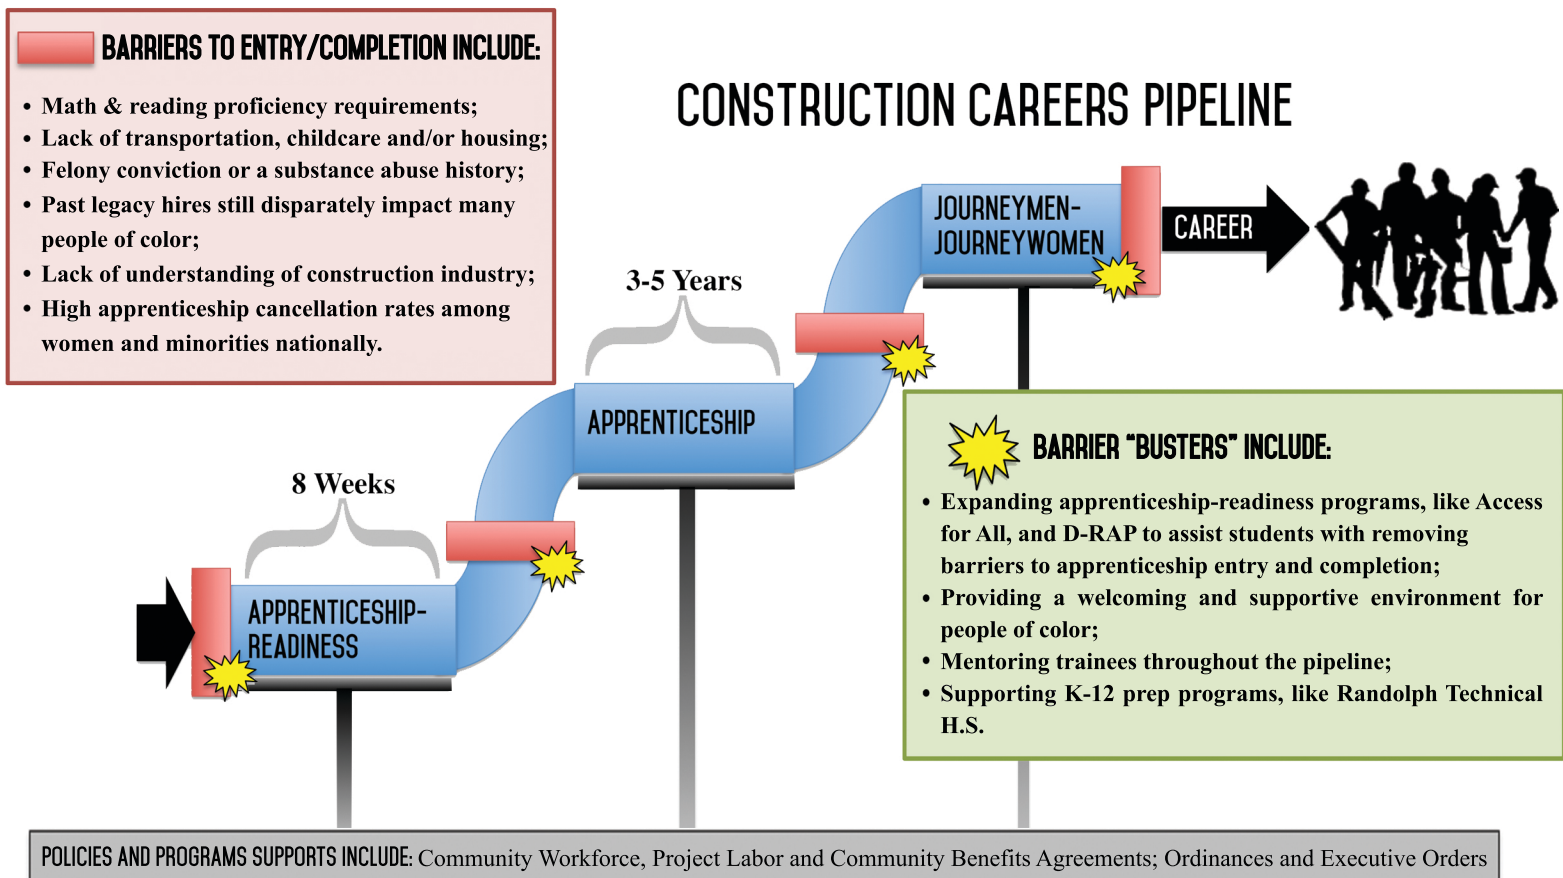 BARRIERS TO ENTRY/COMPLETION INCLUDE:
• Math & reading proficiency requirements;
• Lack of transportation, childcare and/or housing;
• Felony conviction or a substance abuse history;
• Past legacy hires still disparately impact many
people of color;
• Lack of understanding of construction industry;
• High apprenticeship cancellation rates among
women and minorities nationally.
CONSTRUCTION CAREERS PIPELINE
JOURNEYMEN-
JOURNEYWOMEN
CAREER
3-5 Years
APPRENTICESHIP
8 Weeks
APPRENTICESHIP-
READINESS
BARRIER “BUSTERS” INCLUDE:
• Expanding apprenticeship-readiness programs, like Access
for All, and D-RAP to assist students with removing
barriers to apprenticeship entry and completion;
• Providing a welcoming and supportive environment for
people of color;
• Mentoring trainees throughout the pipeline;
• Supporting K-12 prep programs, like Randolph Technical
H.S.
POLICIES AND PROGRAMS SUPPORTS INCLUDE: Community Workforce, Project Labor and Community Benefits Agreements; Ordinances and Executive Orders